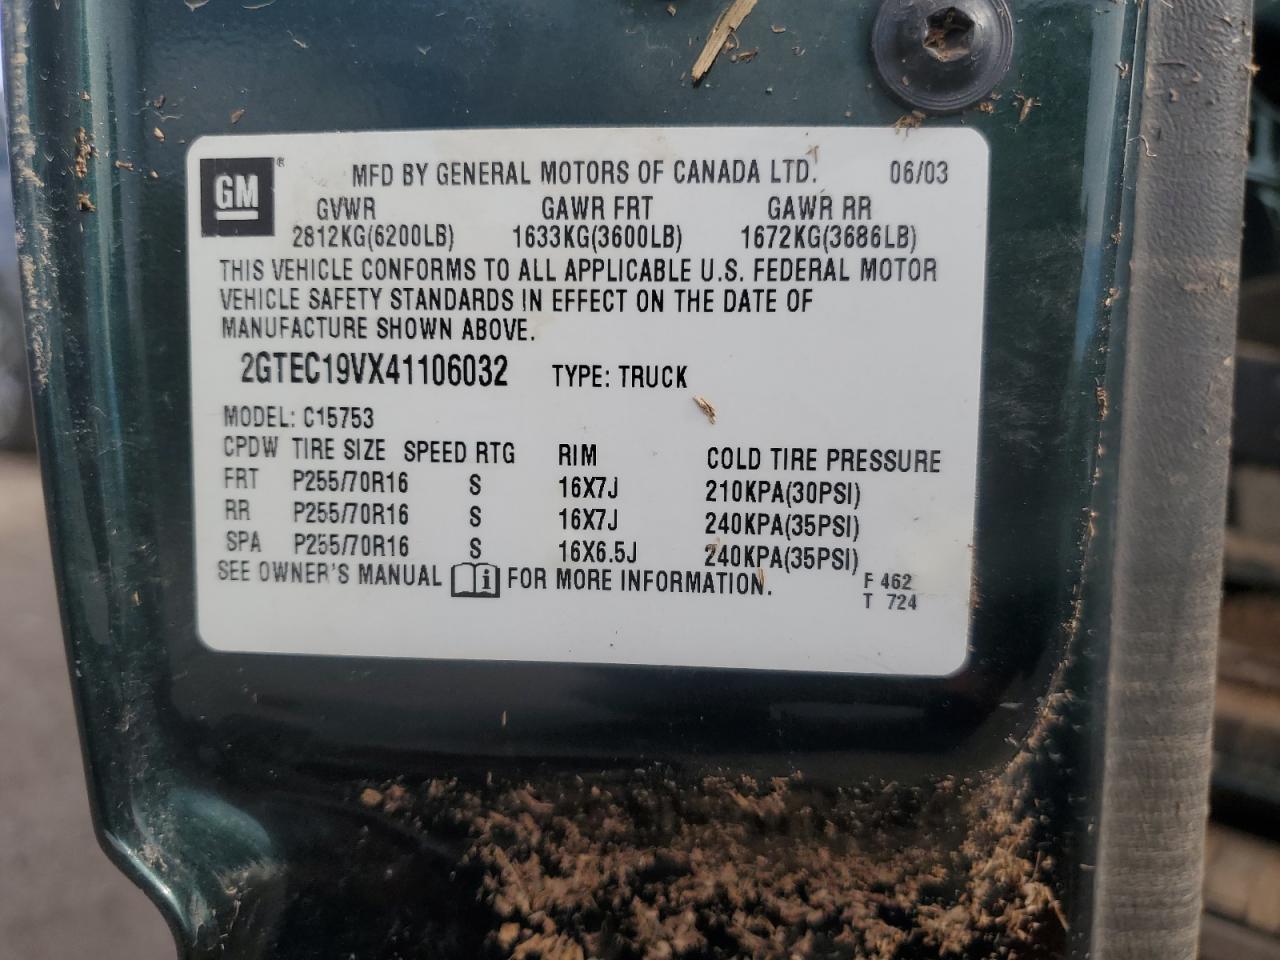 GM® MFD BY GENERAL MOTORS OF CANADA LTD. 06/03
GVWR GAWR FRT GAWR RR
2812KG(6200LB) 1633KG(3600LB) 1672KG(3686LB)
THIS VEHICLE CONFORMS TO ALL APPLICABLE U.S. FEDERAL MOTOR
VEHICLE SAFETY STANDARDS IN EFFECT ON THE DATE OF
MANUFACTURE SHOWN ABOVE.
2GTEC19VX41106032 TYPE: TRUCK
MODEL: C15753
CPDW TIRE SIZE SPEED RTG RIM COLD TIRE PRESSURE
FRT P255/70R16 S 16X7J 210KPA(30PSI)
RR P255/70R16 S 16X7J 240KPA(35PSI)
SPA P255/70R16 S 16X6.5J 240KPA(35PSI)
SEE OWNER'S MANUAL i FOR MORE INFORMATION.
F 462
T 724